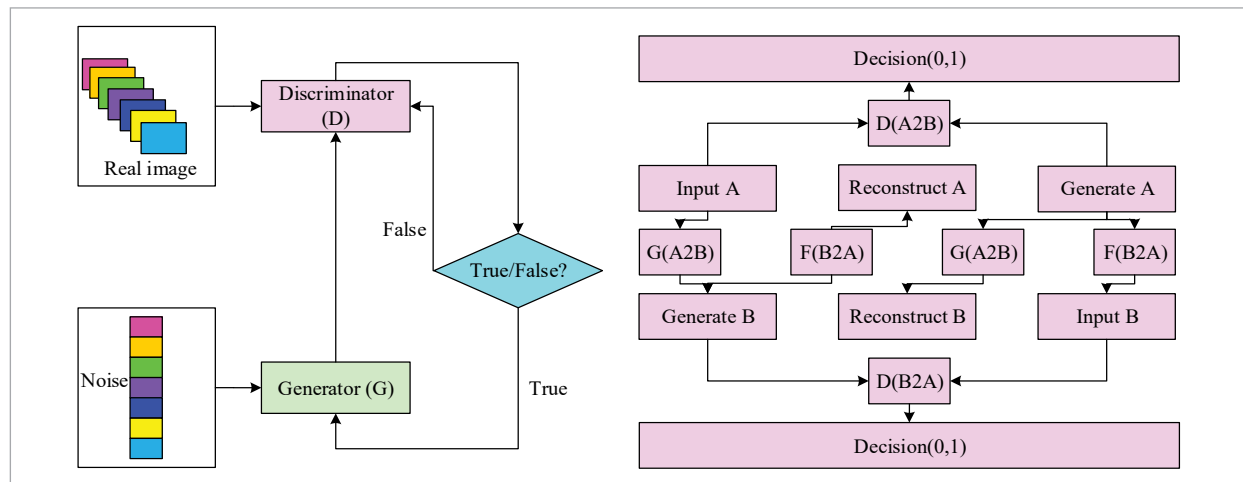 Real image
Discriminator
(D)
False
True/False?
Noise
Generator (G)
True
Decision(0,1)
D(A2B)
Input A
Reconstruct A
Generate A
G(A2B)
F(B2A)
G(A2B)
F(B2A)
Generate B
Reconstruct B
Input B
D(B2A)
Decision(0,1)